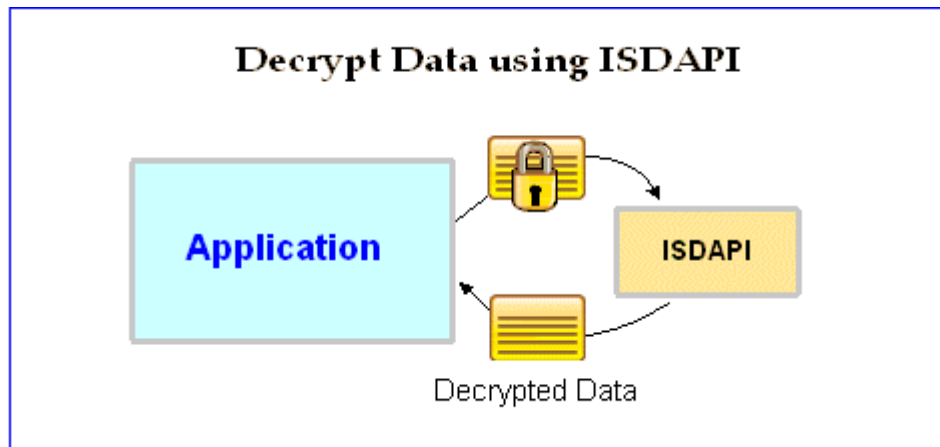 Decrypt Data using ISDAPI
Application
ISDAPI
Decrypted Data